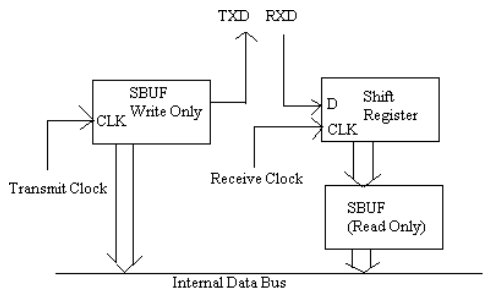 TXD RXD
SBUF
Write Only
CLK
Shift
Register
D
CLK
Transmit Clock
Receive Clock
SBUF
(Read Only)
Internal Data Bus